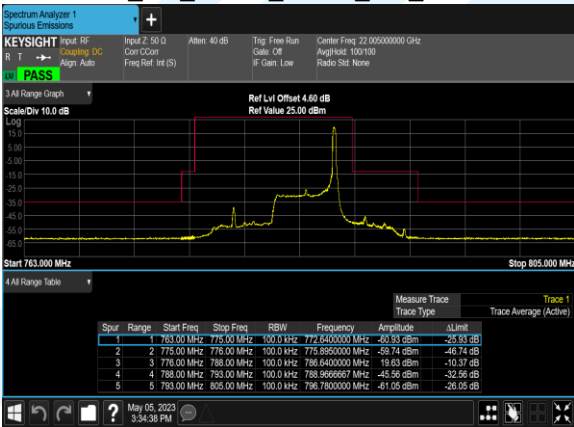 Spectrum Analyzer 1
Spurious Emissions
+
KEYSIGHT Input: RF Input Z: 50 Ω Atten: 40 dB Trig: Free Run Center Freq: 22.005000000 GHz
R T Coupling: DC Corr CCorr Gate: Off Avg|Hold: 100/100
Align: Auto Freq Ref: Int (S) IF Gain: Low Radio Std: None
PASS
3 All Range Graph
Ref Lvl Offset 4.60 dB
Scale/Div 10.0 dB Ref Value 25.00 dBm
Log
15.0
5.00
-5.00
-15.0
-25.0
-35.0
-45.0
-55.0
-65.0
Start 763.000 MHz Stop 805.000 MHz
4 All Range Table
Measure Trace Trace 1
Trace Type Trace Average (Active)
Spur Range Start Freq Stop Freq RBW Frequency Amplitude ΔLimit
1 1 763.00 MHz 775.00 MHz 100.0 kHz 772.6400000 MHz -60.93 dBm -25.93 dB
2 2 775.00 MHz 776.00 MHz 100.0 kHz 775.8950000 MHz -59.74 dBm -46.74 dB
3 3 776.00 MHz 788.00 MHz 100.0 kHz 786.6400000 MHz 19.63 dBm -10.37 dB
4 4 788.00 MHz 793.00 MHz 100.0 kHz 788.9666667 MHz -45.56 dBm -32.56 dB
5 5 793.00 MHz 805.00 MHz 100.0 kHz 796.7800000 MHz -61.05 dBm -26.05 dB
?
May 05, 2023
3:34:38 PM